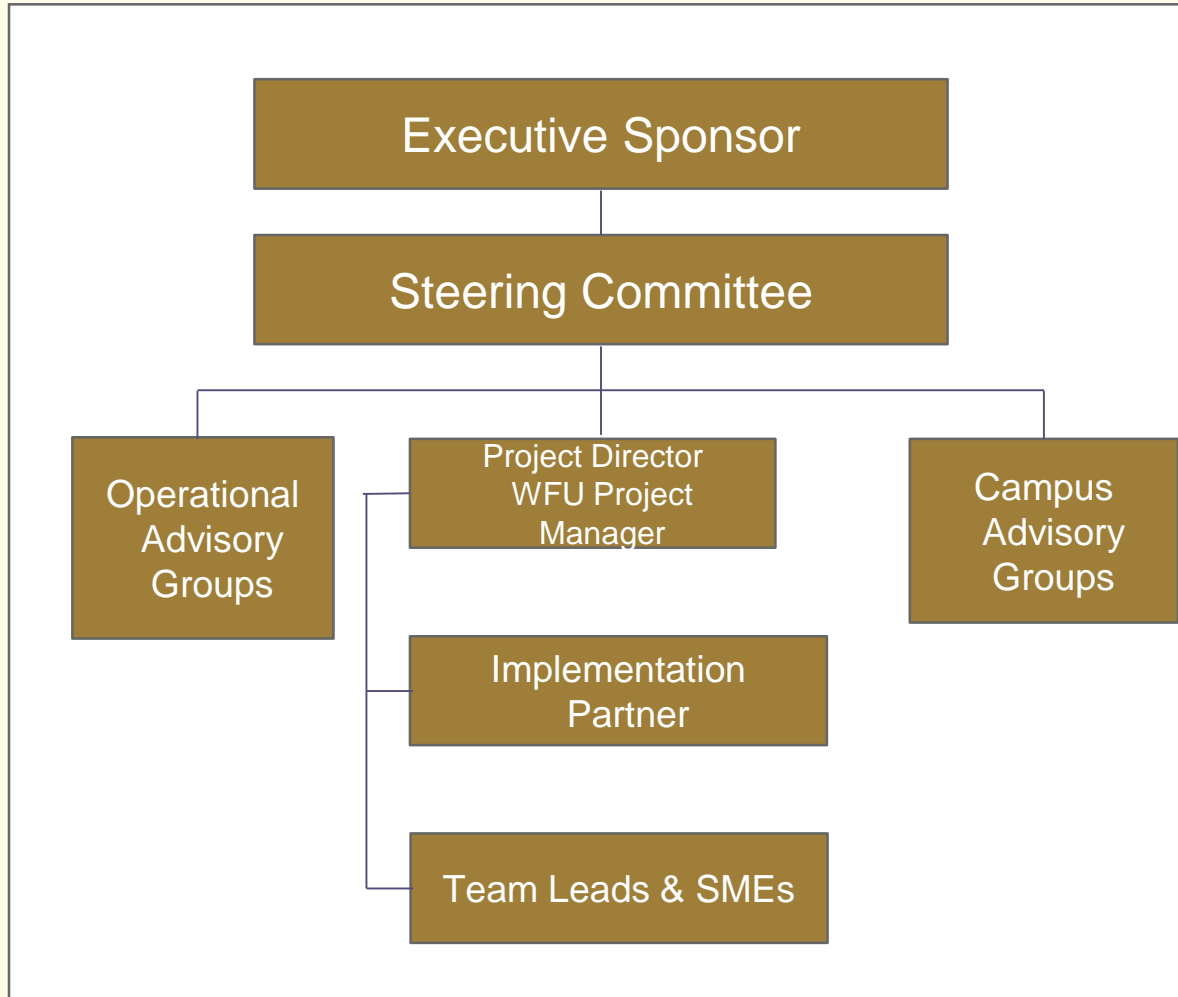 Executive Sponsor
Steering Committee
Operational
Advisory
Groups
Project Director
WFU Project
Manager
Campus
Advisory
Groups
Implementation
Partner
Team Leads & SMEs